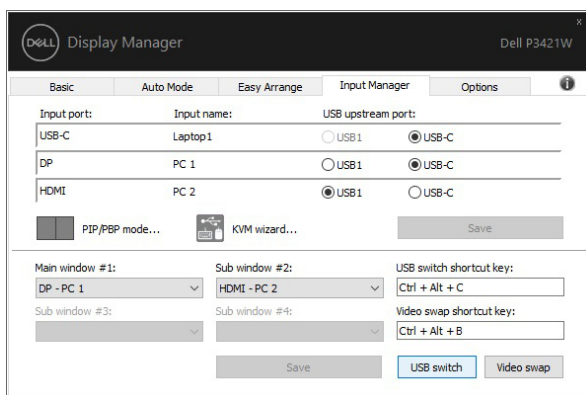 DELL Display Manager Dell P3421W
x
Basic Auto Mode Easy Arrange Input Manager Options i
Input port: Input name: USB upstream port:
USB-C Laptop1 USB1 USB-C
DP PC 1 USB1 USB-C
HDMI PC 2 USB1 USB-C
PIP/PBP mode... KVM wizard... Save
Main window #1: Sub window #2: USB switch shortcut key:
DP - PC 1 HDMI - PC 2 Ctrl + Alt + C
Sub window #3: Sub window #4: Video swap shortcut key:
Ctrl + Alt + B
Save USB switch Video swap